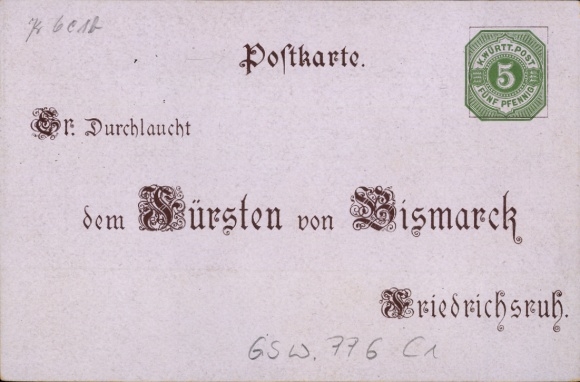 Postkarte.
K.WÜRTT.POST
5
FÜNF PFENNIG
Sr. Durchlaucht
dem Fürsten von Bismarck
Friedrichsruh.
GSW. 776 C1